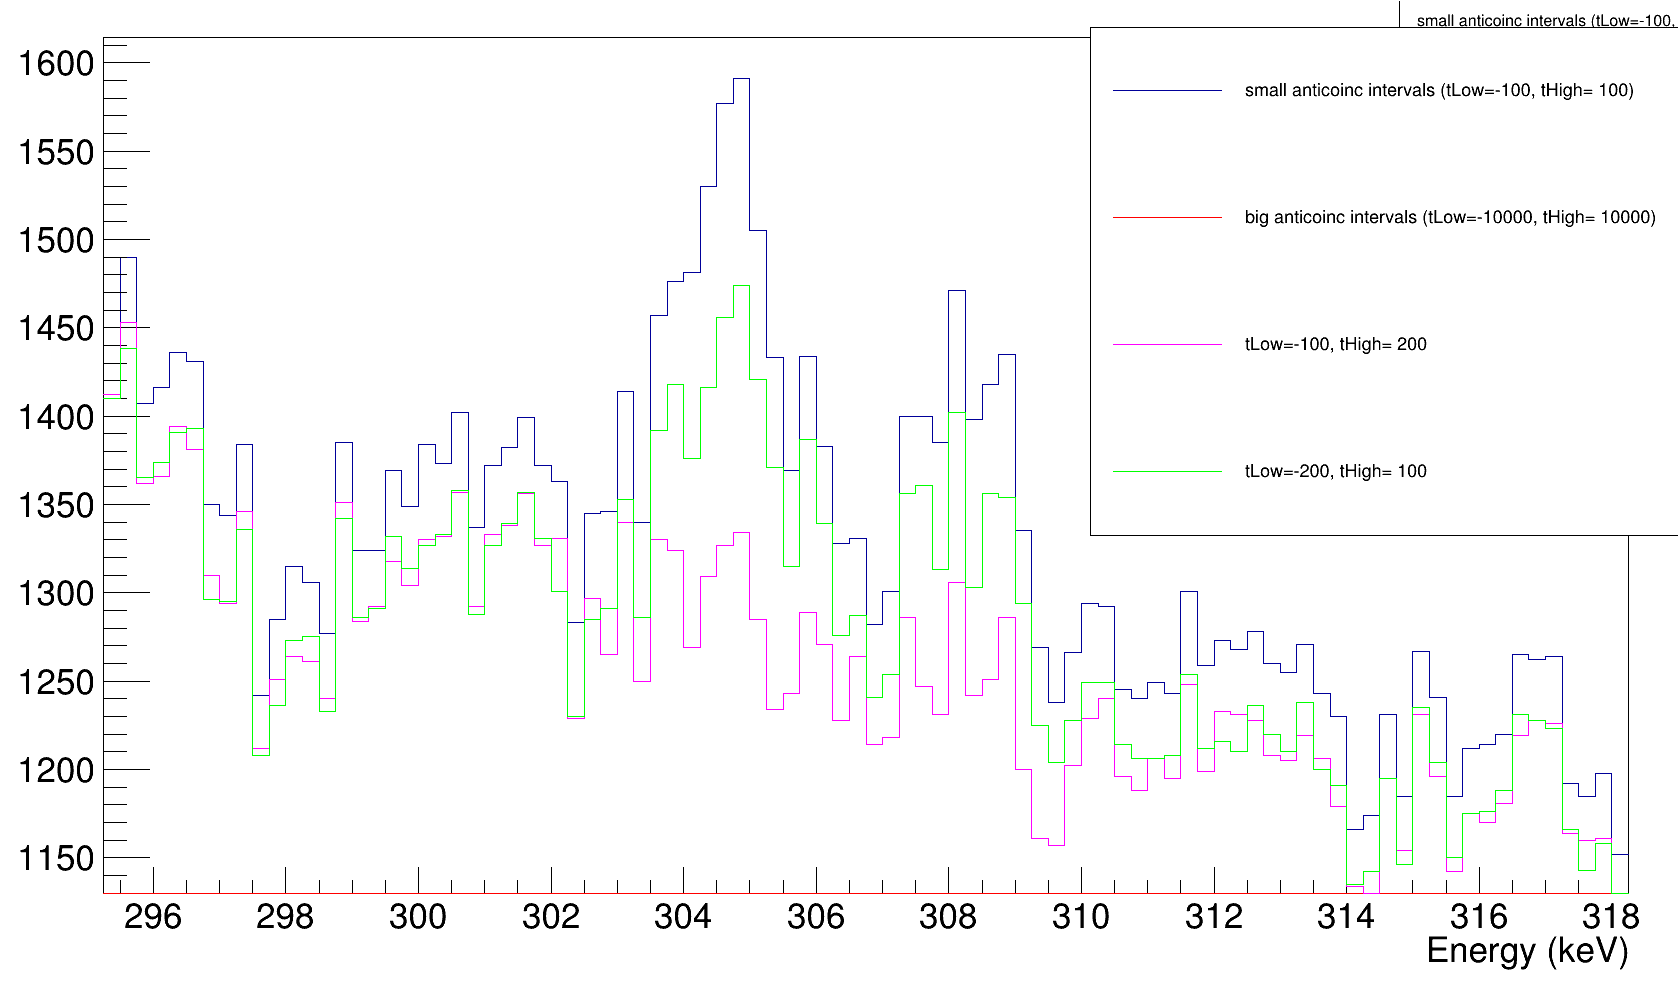 small anticoinc intervals (tLow=-100,
1600
small anticoinc intervals (tLow=-100, tHigh= 100)
1550
big anticoinc intervals (tLow=-10000, tHigh= 10000)
1500
1450
tLow=-100, tHigh= 200
1400
tLow=-200, tHigh= 100
1350
1300
1250
1200
1150
296 298 300 302 304 306 308 310 312 314 316 318
Energy (keV)